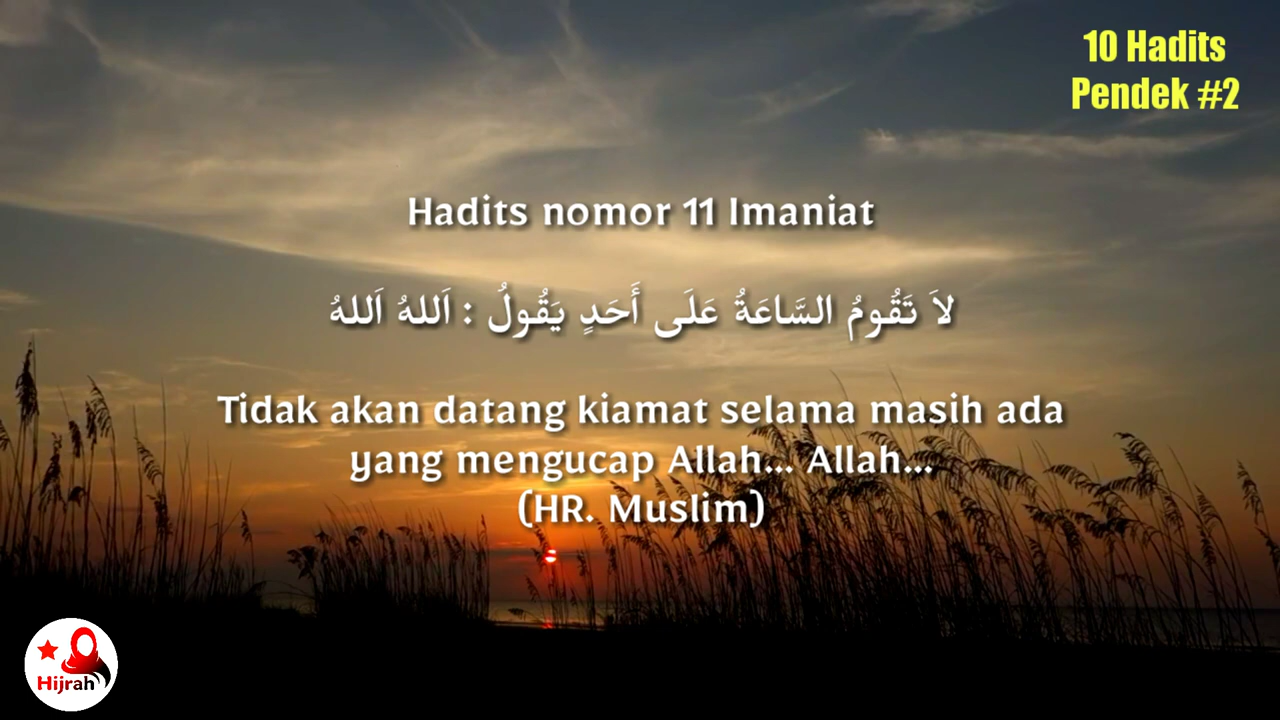 10 Hadits
Pendek #2
Hadits nomor 11 Imaniat
لاَ تَقُومُ السَّاعَةُ عَلَى أَحَدٍ يَقُولُ : اَللهُ اَللهُ
Tidak akan datang kiamat selama masih ada
yang mengucap Allah... Allah...
(HR. Muslim)
Hijrah